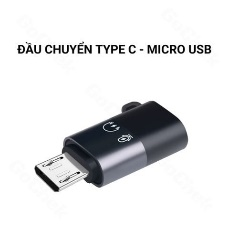 ĐẦU CHUYỂN TYPE C - MICRO USB